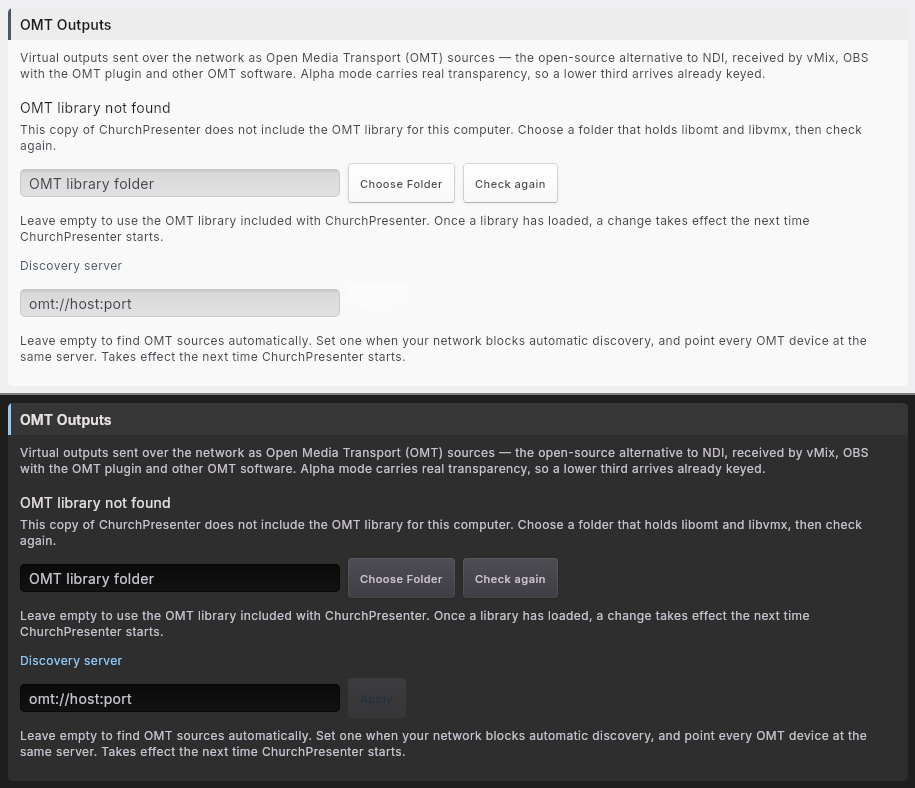 OMT Outputs
Virtual outputs sent over the network as Open Media Transport (OMT) sources — the open-source alternative to NDI, received by vMix, OBS
with the OMT plugin and other OMT software. Alpha mode carries real transparency, so a lower third arrives already keyed.
OMT library not found
This copy of ChurchPresenter does not include the OMT library for this computer. Choose a folder that holds libomt and libvmx, then check
again.
OMT library folder
Choose Folder
Check again
Leave empty to use the OMT library included with ChurchPresenter. Once a library has loaded, a change takes effect the next time
ChurchPresenter starts.
Discovery server
omt://host:port
Leave empty to find OMT sources automatically. Set one when your network blocks automatic discovery, and point every OMT device at the
same server. Takes effect the next time ChurchPresenter starts.
OMT Outputs
Virtual outputs sent over the network as Open Media Transport (OMT) sources — the open-source alternative to NDI, received by vMix, OBS
with the OMT plugin and other OMT software. Alpha mode carries real transparency, so a lower third arrives already keyed.
OMT library not found
This copy of ChurchPresenter does not include the OMT library for this computer. Choose a folder that holds libomt and libvmx, then check
again.
OMT library folder
Choose Folder
Check again
Leave empty to use the OMT library included with ChurchPresenter. Once a library has loaded, a change takes effect the next time
ChurchPresenter starts.
Discovery server
omt://host:port
Apply
Leave empty to find OMT sources automatically. Set one when your network blocks automatic discovery, and point every OMT device at the
same server. Takes effect the next time ChurchPresenter starts.